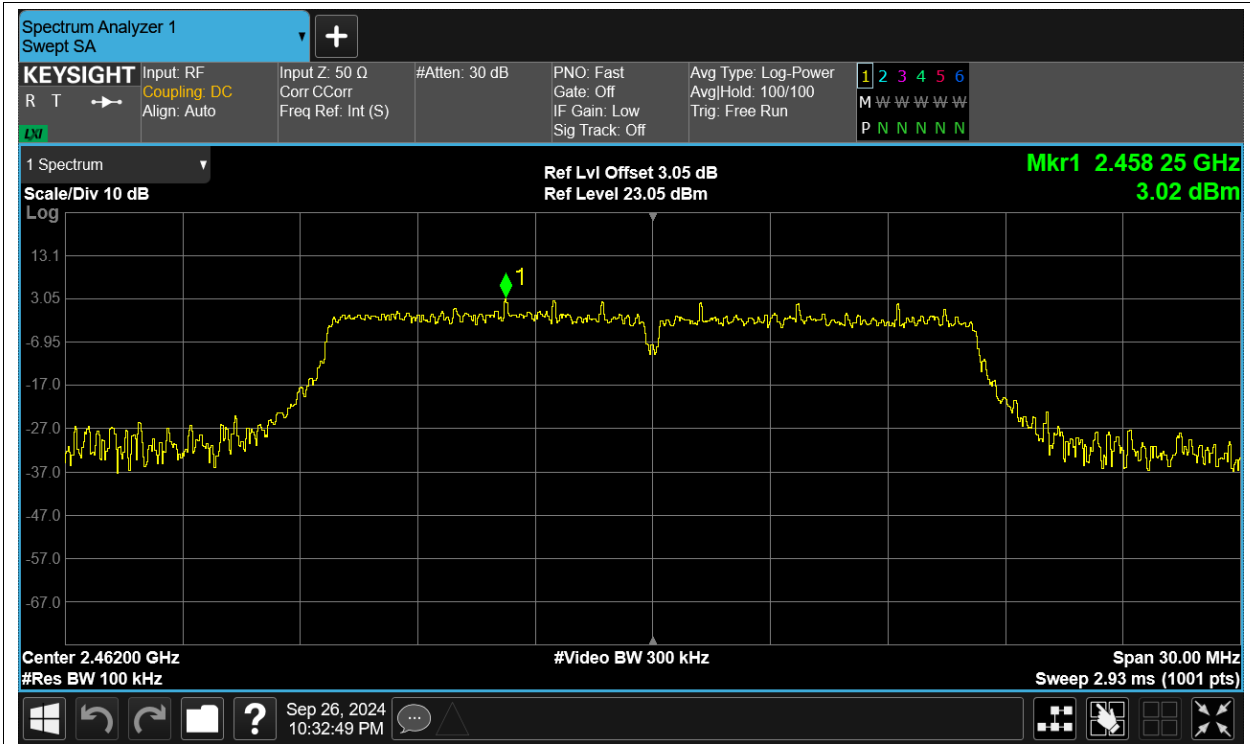 Spectrum Analyzer 1
Swept SA
+
KEYSIGHT
R T
LXI
Input: RF
Coupling: DC
Align: Auto
Input Z: 50 Ω
Corr CCorr
Freq Ref: Int (S)
#Atten: 30 dB
PNO: Fast
Gate: Off
IF Gain: Low
Sig Track: Off
Avg Type: Log-Power
Avg|Hold: 100/100
Trig: Free Run
1 2 3 4 5 6
M W W W W W
P N N N N N
1 Spectrum
Scale/Div 10 dB
Log
Ref Lvl Offset 3.05 dB
Ref Level 23.05 dBm
Mkr1 2.458 25 GHz
3.02 dBm
13.1
3.05
-6.95
-17.0
-27.0
-37.0
-47.0
-57.0
-67.0
1
Center 2.46200 GHz
#Res BW 100 kHz
#Video BW 300 kHz
Span 30.00 MHz
Sweep 2.93 ms (1001 pts)
?
Sep 26, 2024
10:32:49 PM